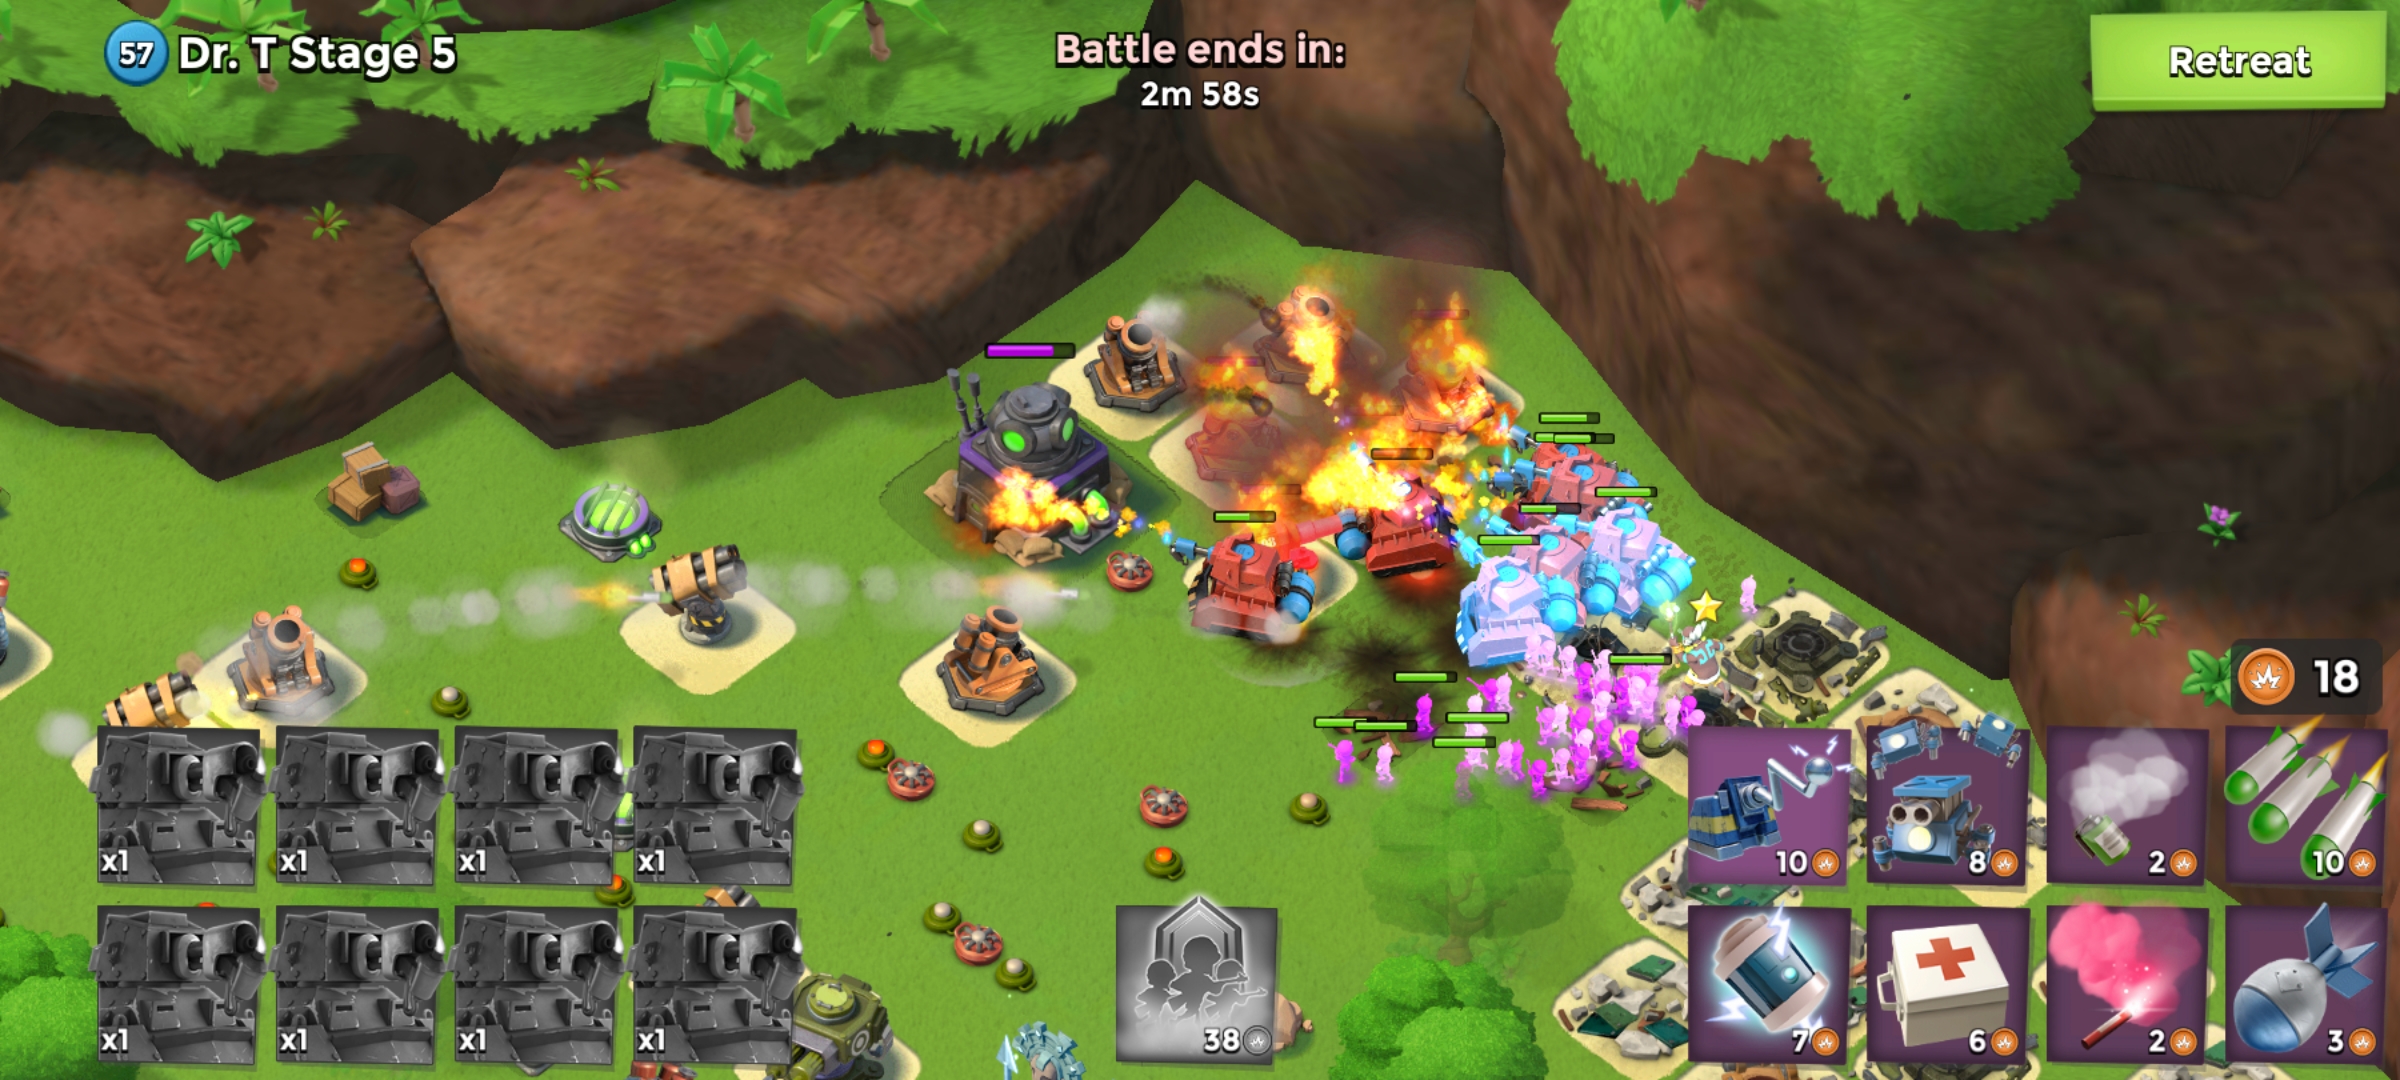 57 Dr. T Stage 5
Battle ends in:
2m 58s
Retreat
18
x1 x1 x1 x1
10 8 2 10
x1 x1 x1 x1
38
7 6 2 3